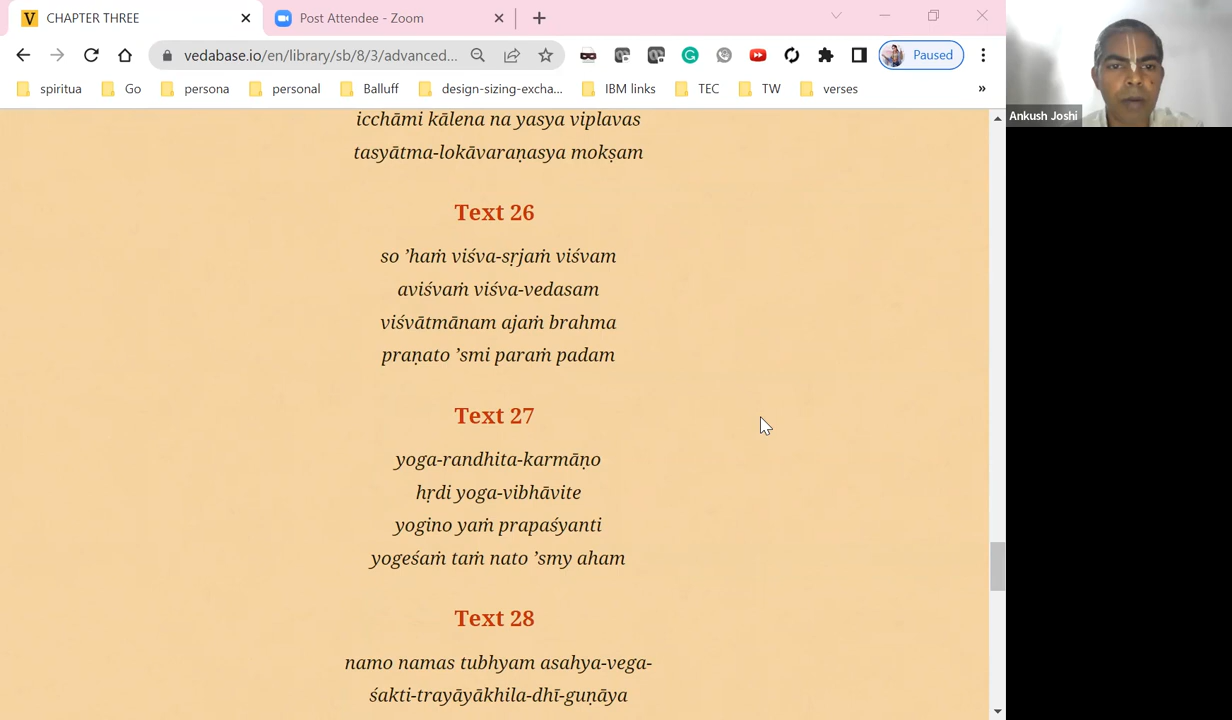 CHAPTER THREE
Post Attendee - Zoom
vedabase.io/en/library/sb/8/3/advanced...
Paused
spiritua
Go
persona
personal
Balluff
design-sizing-excha...
IBM links
TEC
TW
verses
»
Ankush Joshi
icchāmi kālena na yasya viplavas
tasyātma-lokāvaraṇasya mokṣam
Text 26
so ’haṁ viśva-sṛjaṁ viśvam
aviśvaṁ viśva-vedasam
viśvātmānam ajaṁ brahma
praṇato ’smi paraṁ padam
Text 27
yoga-randhita-karmāṇo
hṛdi yoga-vibhāvite
yogino yaṁ prapaśyanti
yogeśaṁ taṁ nato ’smy aham
Text 28
namo namas tubhyam asahya-vega-
śakti-trayāyākhila-dhī-guṇāya